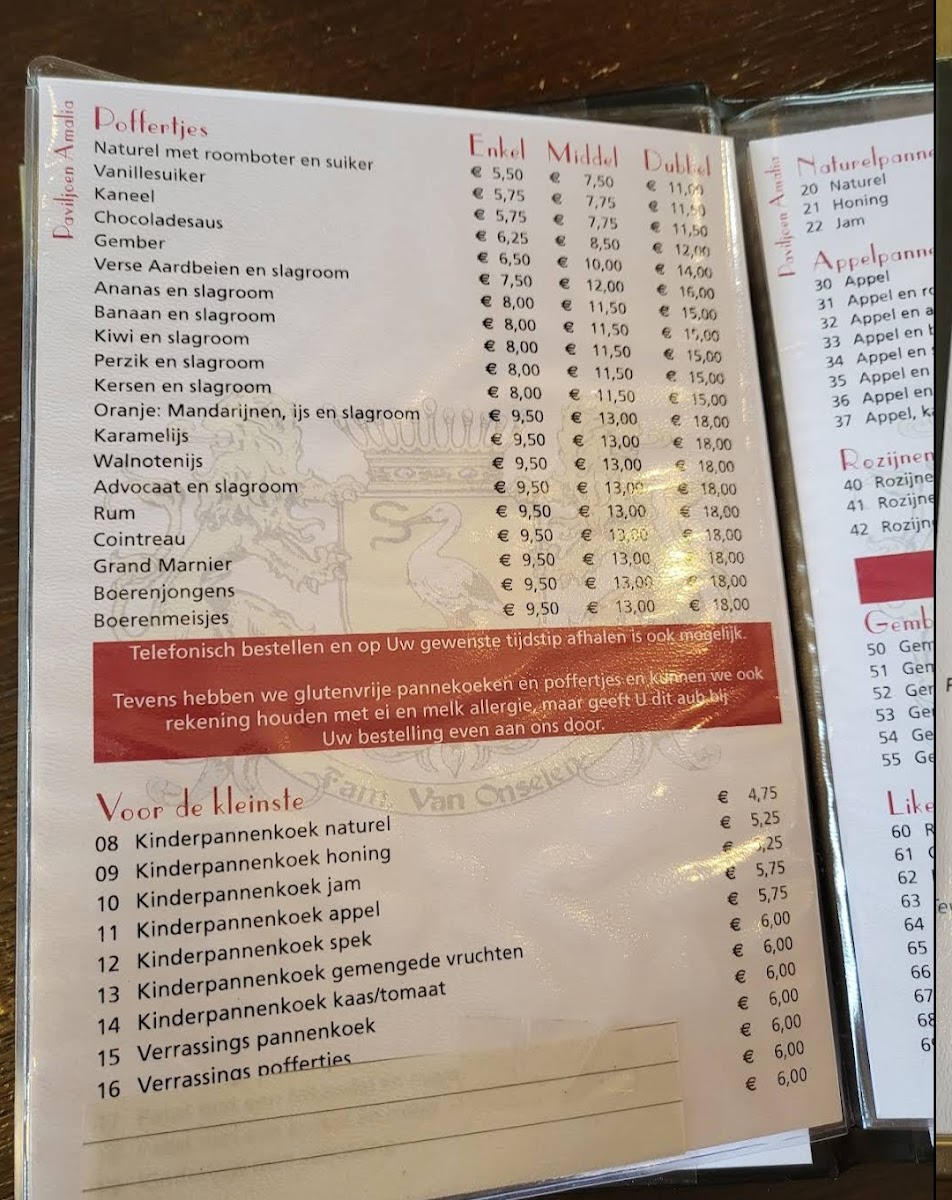 Paviljoen Amalia
Poffertjes Enkel Middel Dubbel
Naturel met roomboter en suiker € 5,50 € 7,50 € 11,00
Vanillesuiker € 5,75 € 7,75 € 11,50
Kaneel € 5,75 € 7,75 € 11,50
Chocoladesaus € 6,25 € 8,50 € 12,00
Gember € 6,50 € 10,00 € 14,00
Verse Aardbeien en slagroom € 7,50 € 12,00 € 16,00
Ananas en slagroom € 8,00 € 11,50 € 15,00
Banaan en slagroom € 8,00 € 11,50 € 15,00
Kiwi en slagroom € 8,00 € 11,50 € 15,00
Perzik en slagroom € 8,00 € 11,50 € 15,00
Kersen en slagroom € 8,00 € 11,50 € 15,00
Oranje: Mandarijnen, ijs en slagroom € 9,50 € 13,00 € 18,00
Karamelijs € 9,50 € 13,00 € 18,00
Walnotenijs € 9,50 € 13,00 € 18,00
Advocaat en slagroom € 9,50 € 13,00 € 18,00
Rum € 9,50 € 13,00 € 18,00
Cointreau € 9,50 € 13,00 € 18,00
Grand Marnier € 9,50 € 13,00 € 18,00
Boerenjongens € 9,50 € 13,00 € 18,00
Boerenmeisjes € 9,50 € 13,00 € 18,00
Telefonisch bestellen en op Uw gewenste tijdstip afhalen is ook mogelijk.
Tevens hebben we glutenvrije pannekoeken en poffertjes en kunnen we ook
rekening houden met ei en melk allergie, maar geeft U dit aub bij
Uw bestelling even aan ons door.
Fam. Van Onselen
Voor de kleinste
08 Kinderpannenkoek naturel € 4,75
09 Kinderpannenkoek honing € 5,25
10 Kinderpannenkoek jam € 5,25
11 Kinderpannenkoek appel € 5,75
12 Kinderpannenkoek spek € 5,75
13 Kinderpannenkoek gemengede vruchten € 6,00
14 Kinderpannenkoek kaas/tomaat € 6,00
15 Verrassings pannenkoek € 6,00
16 Verrassings poffertjes € 6,00
€ 6,00
€ 6,00
€ 6,00
Paviljoen Amalia
Naturelpanne
20 Naturel
21 Honing
22 Jam
Appelpanne
30 Appel
31 Appel en ro
32 Appel en a
33 Appel en b
34 Appel en
35 Appel en
36 Appel en
37 Appel, ka
Rozijnen
40 Rozijne
41 Rozijne
42 Rozijn
Gemb
50 Gem
51 Gen
52 Ger
53 Ge
54 Ge
55 Ge
Like
60 R
61
62
63
64
65
66
67
68